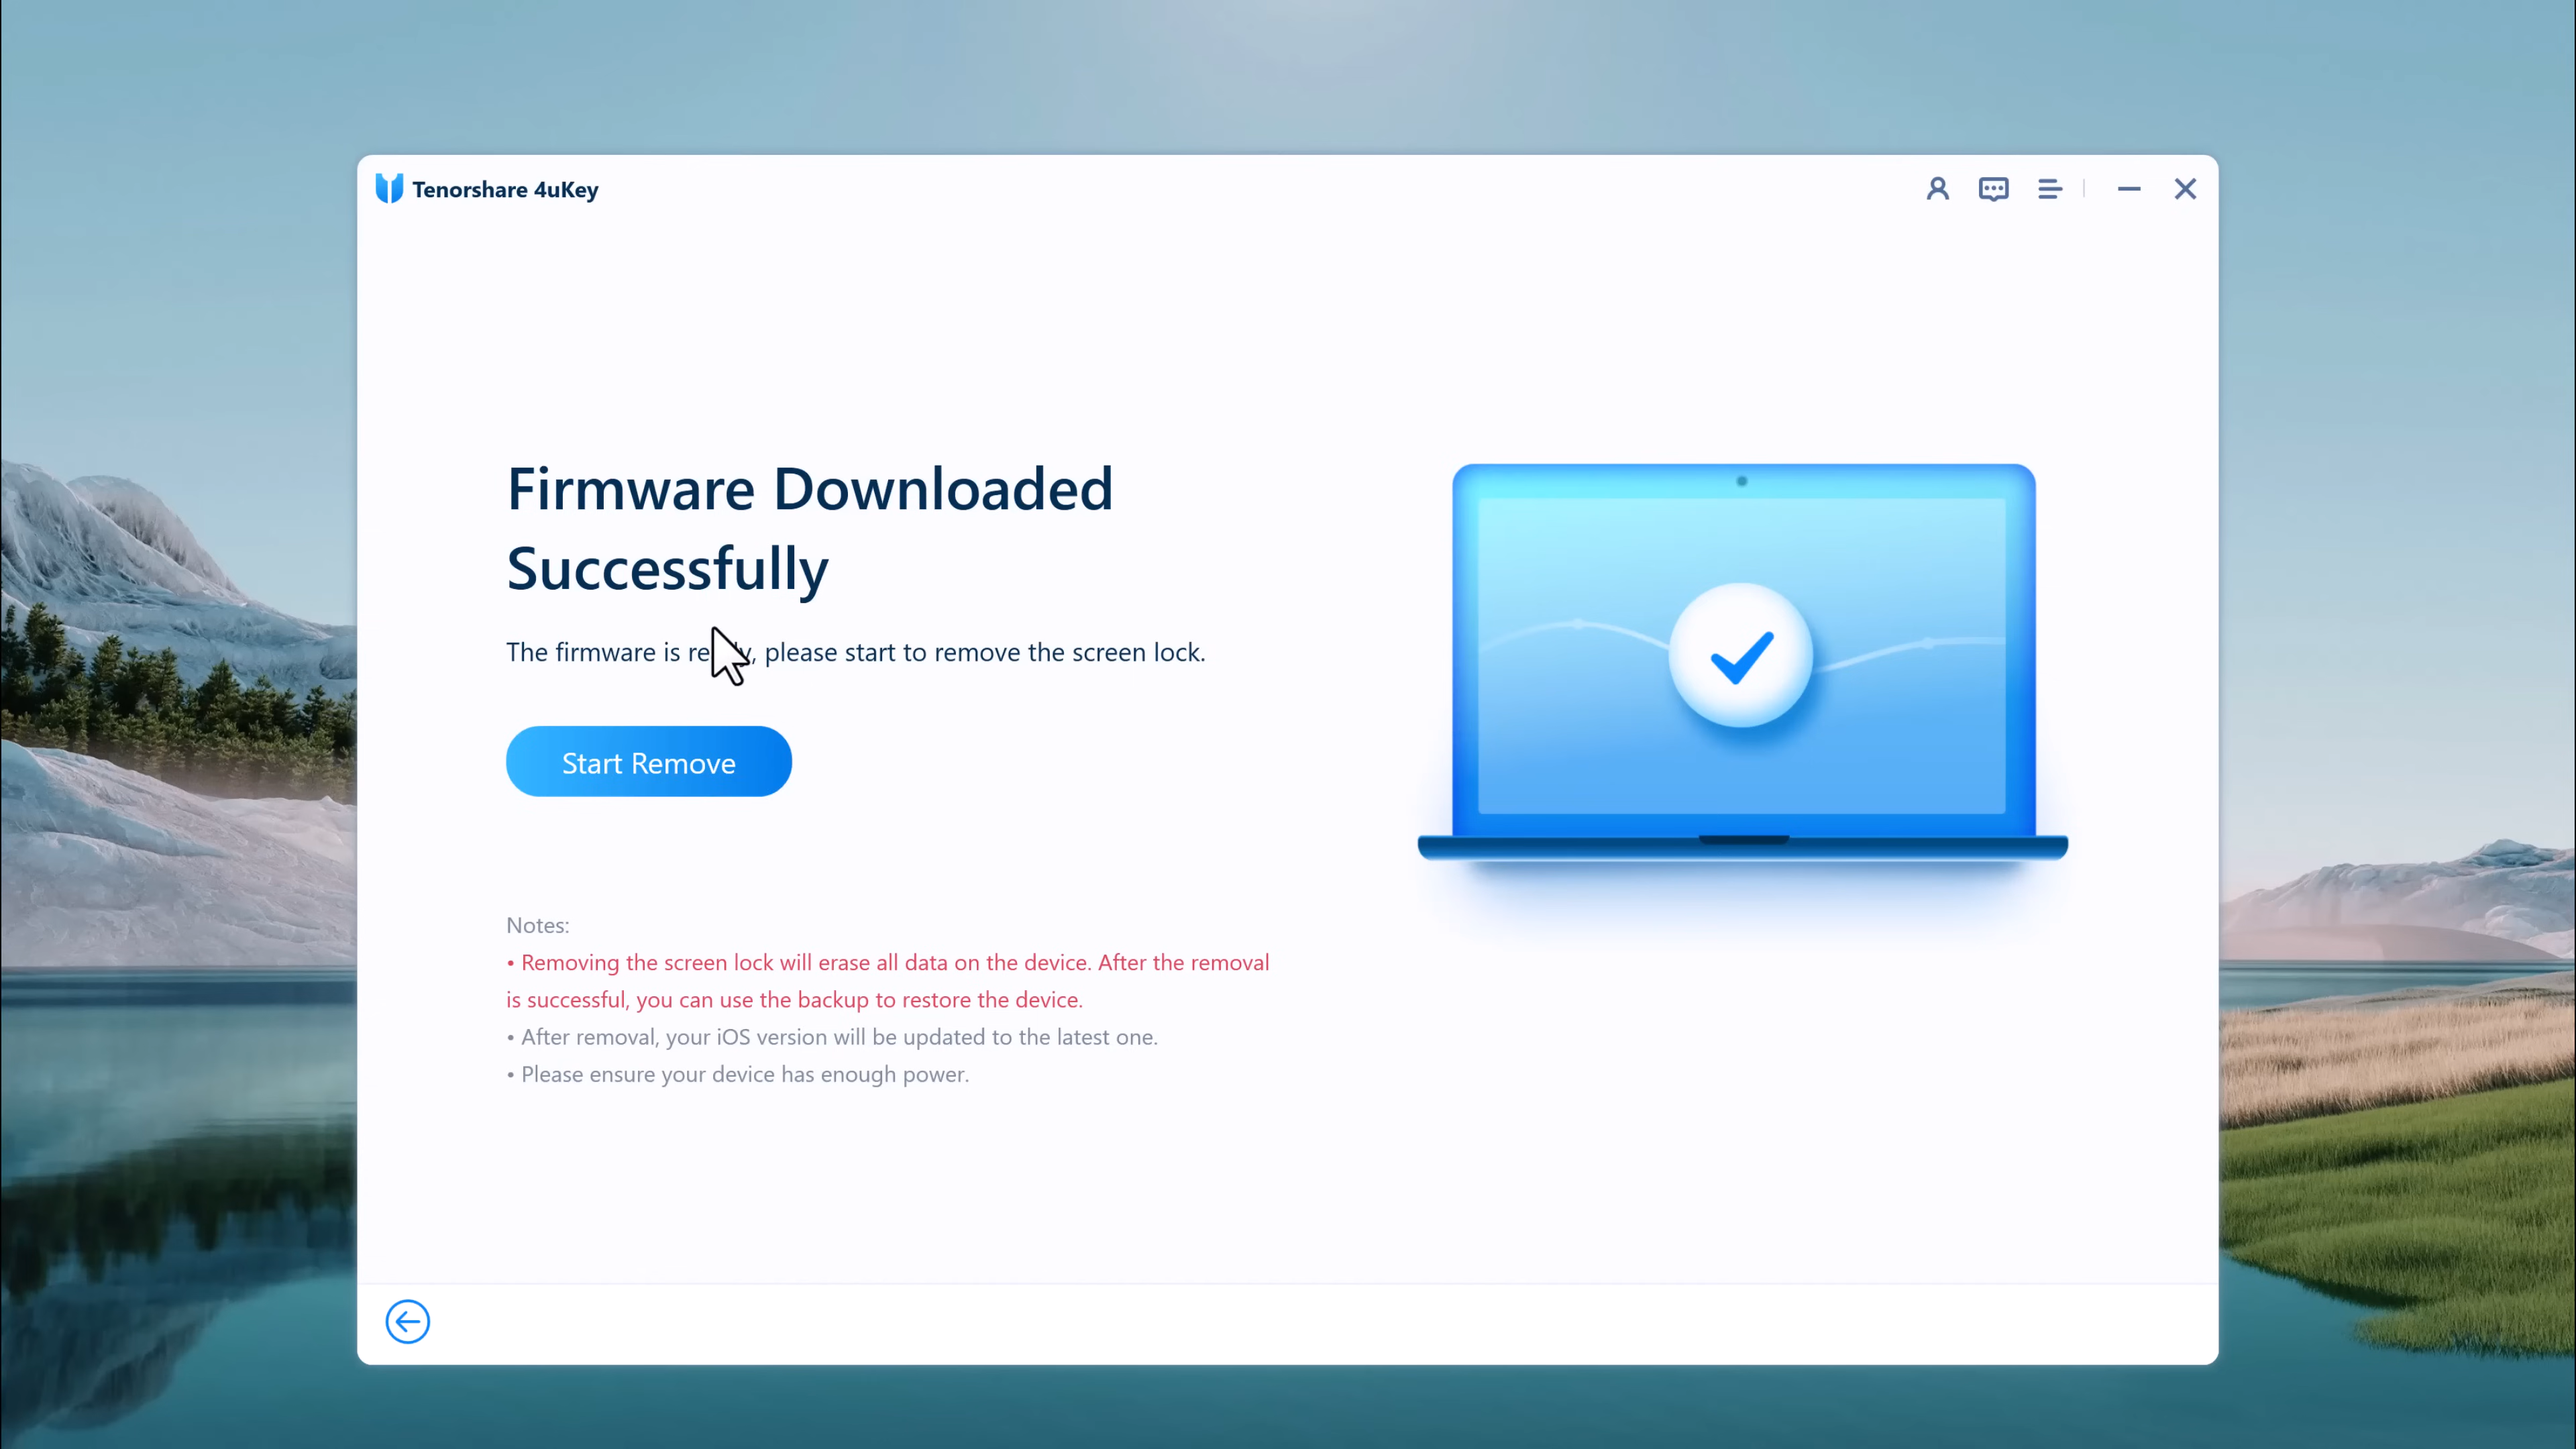 Tenorshare 4uKey
Firmware Downloaded
Successfully
The firmware is re y, please start to remove the screen lock.
Start Remove
Notes:
• Removing the screen lock will erase all data on the device. After the removal
is successful, you can use the backup to restore the device.
• After removal, your iOS version will be updated to the latest one.
• Please ensure your device has enough power.